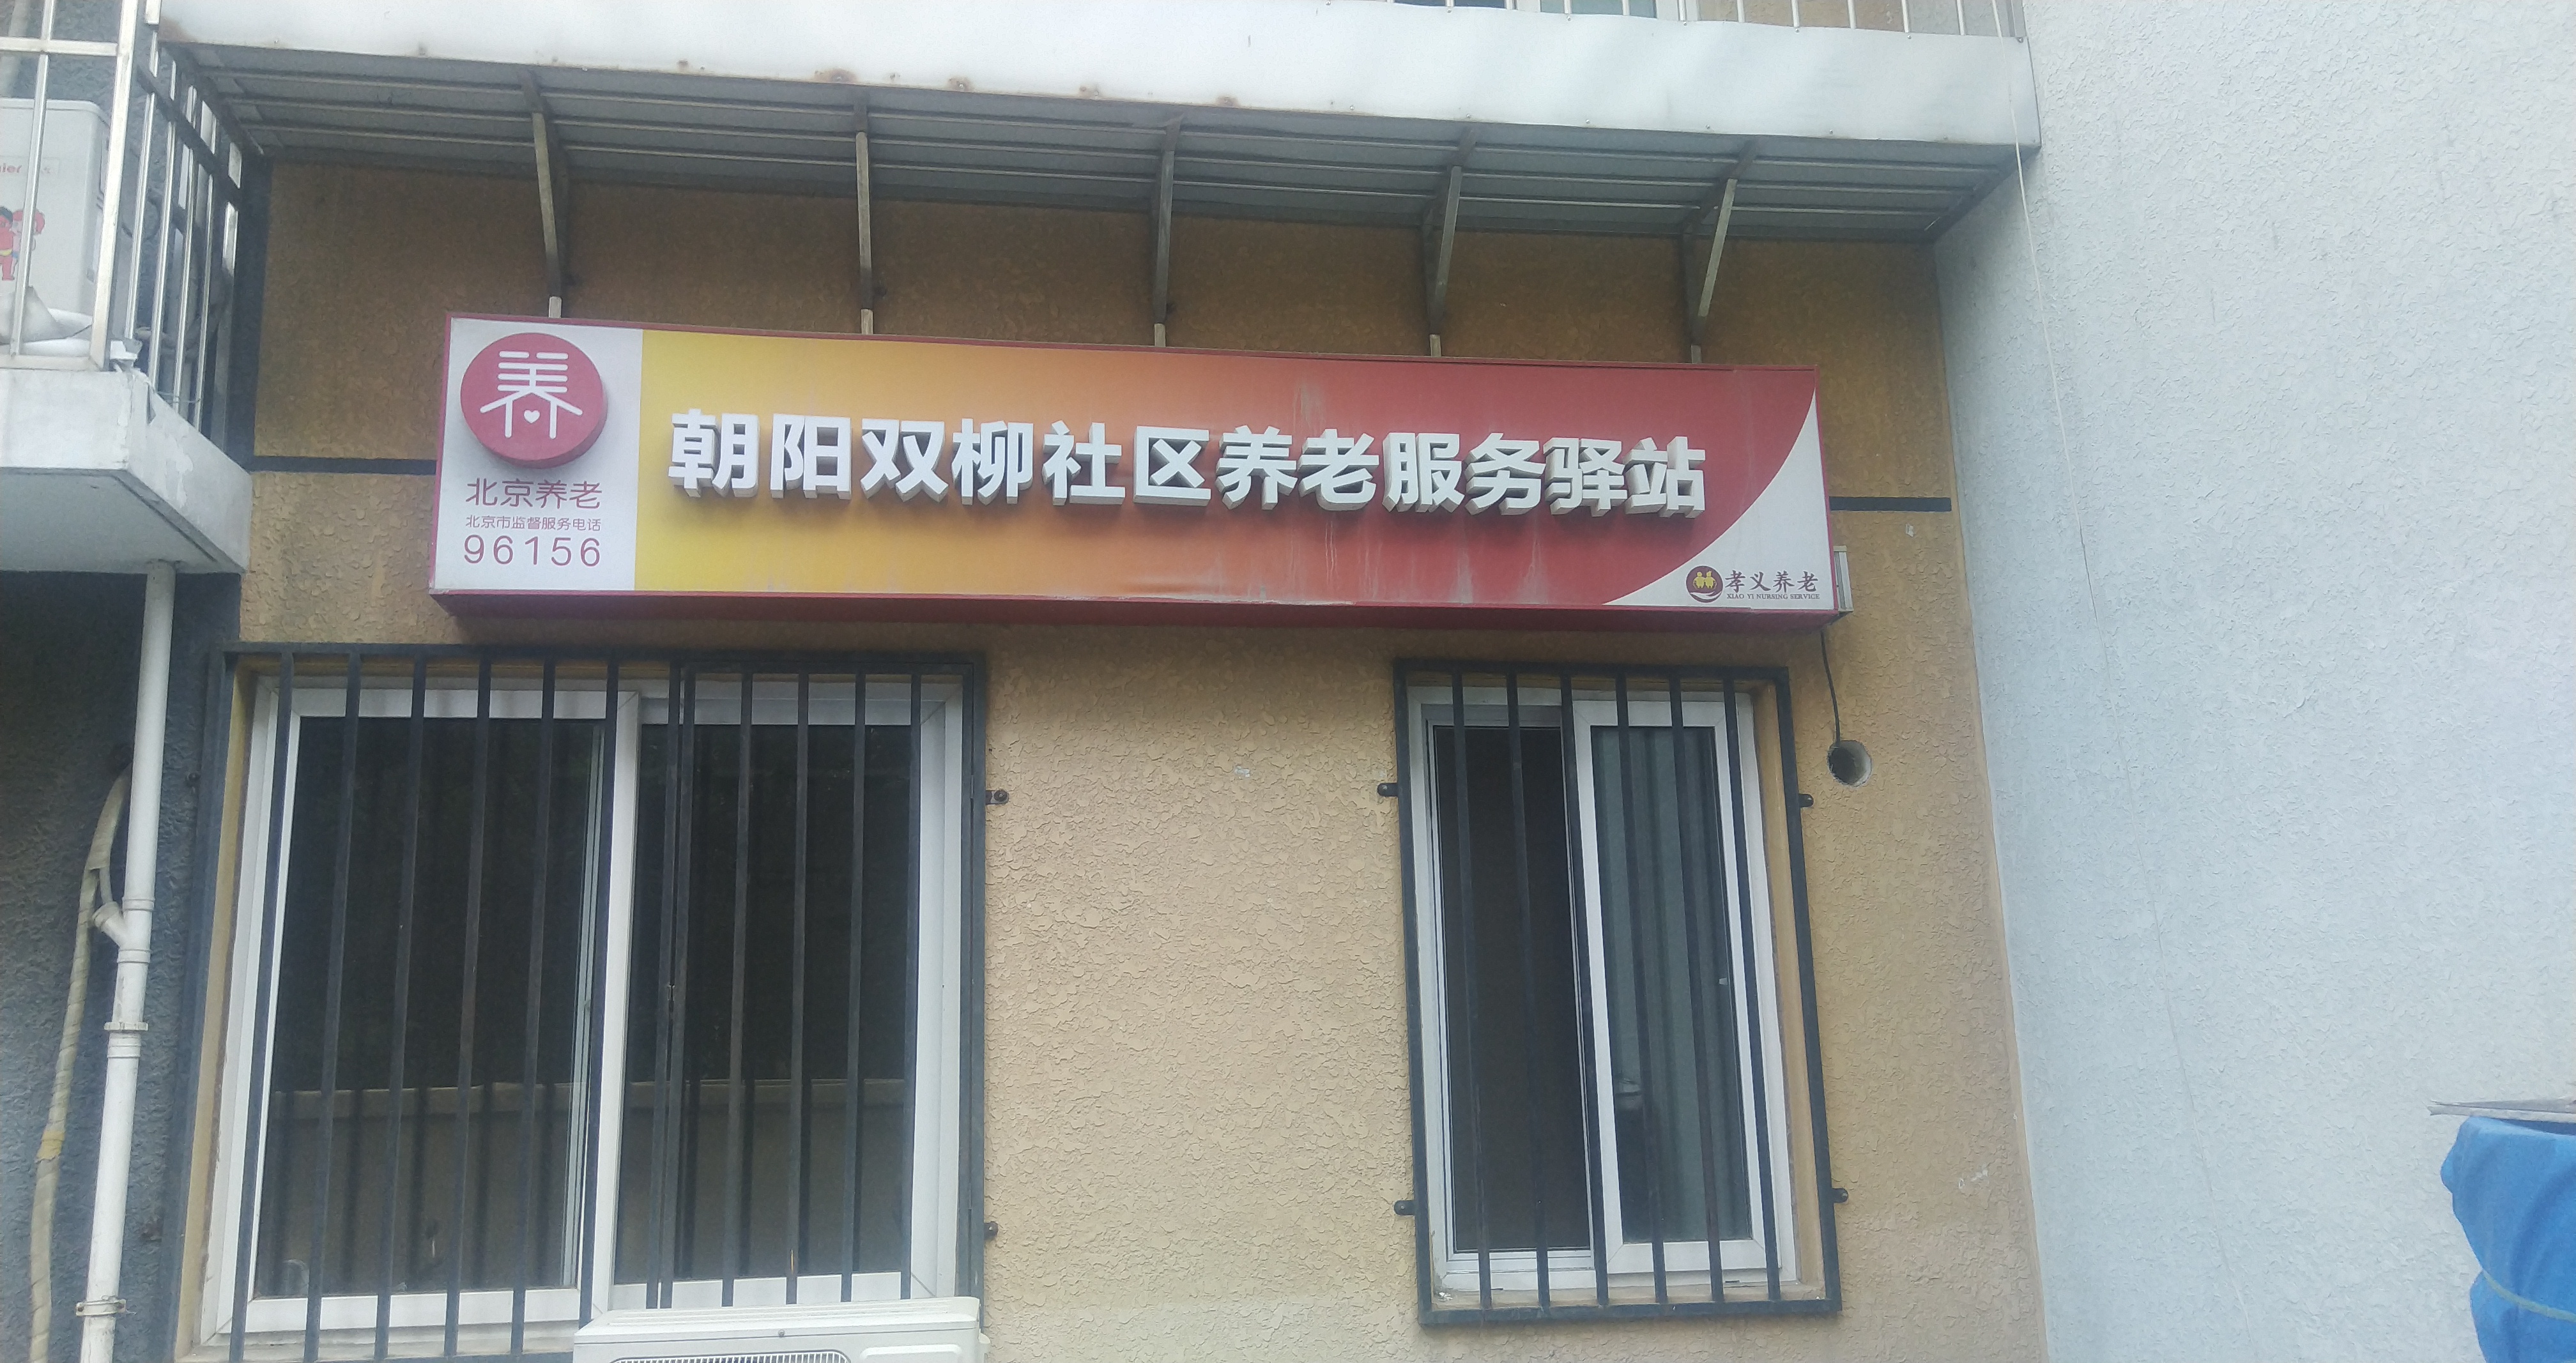 养
北京养老
北京市监督服务电话
96156
朝阳双柳社区养老服务驿站
孝义养老
XIAO YI NURSING SERVICE